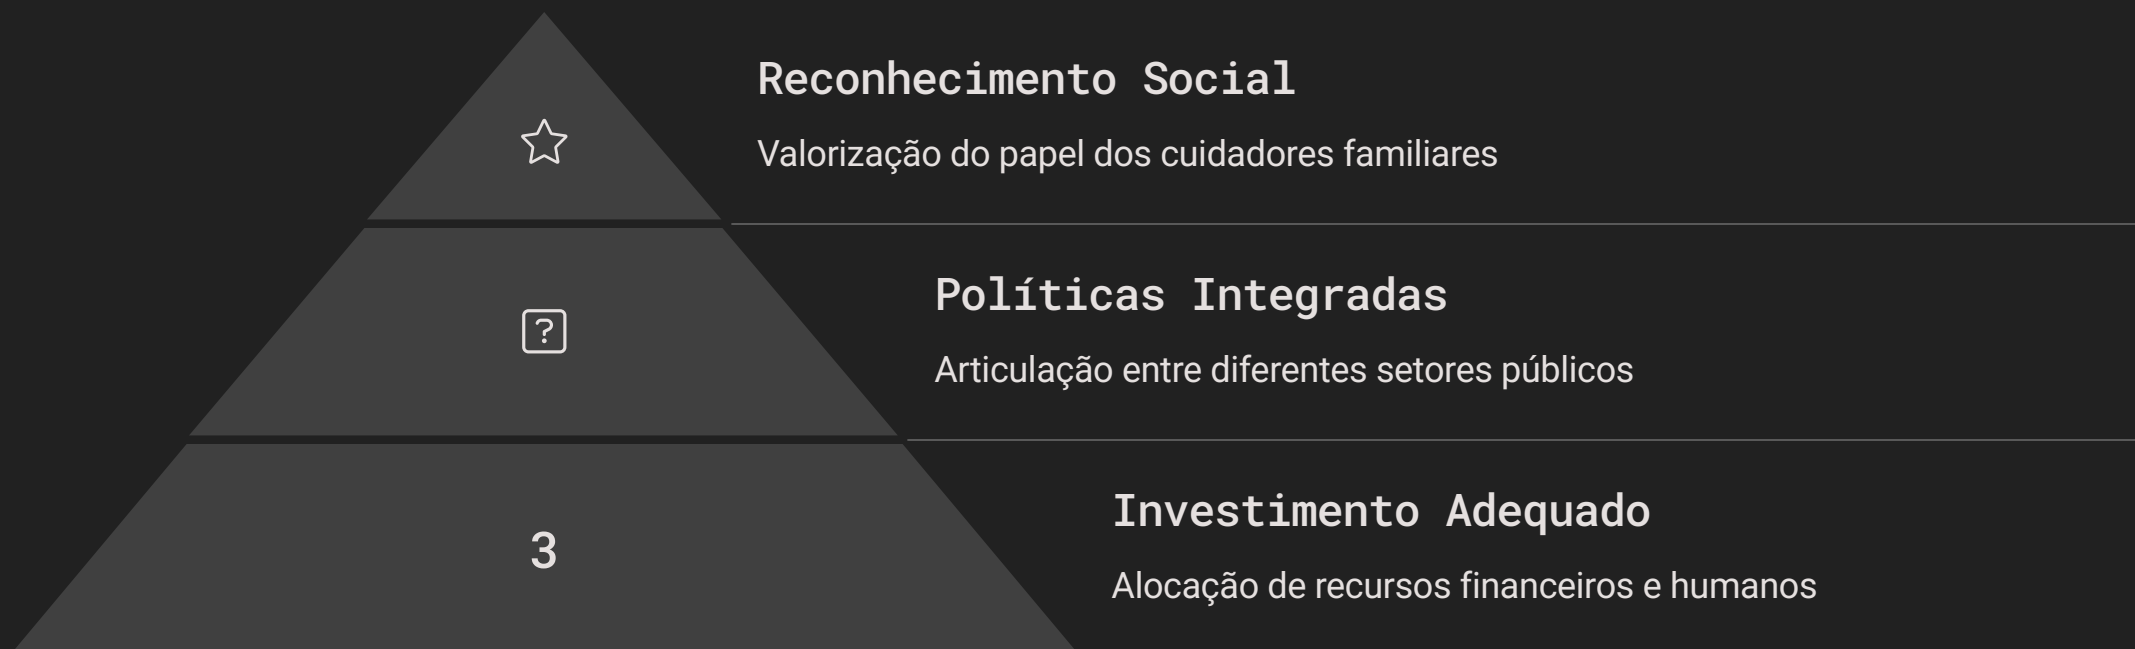 Reconhecimento Social
Valorização do papel dos cuidadores familiares
?
Políticas Integradas
Articulação entre diferentes setores públicos
3
Investimento Adequado
Alocação de recursos financeiros e humanos